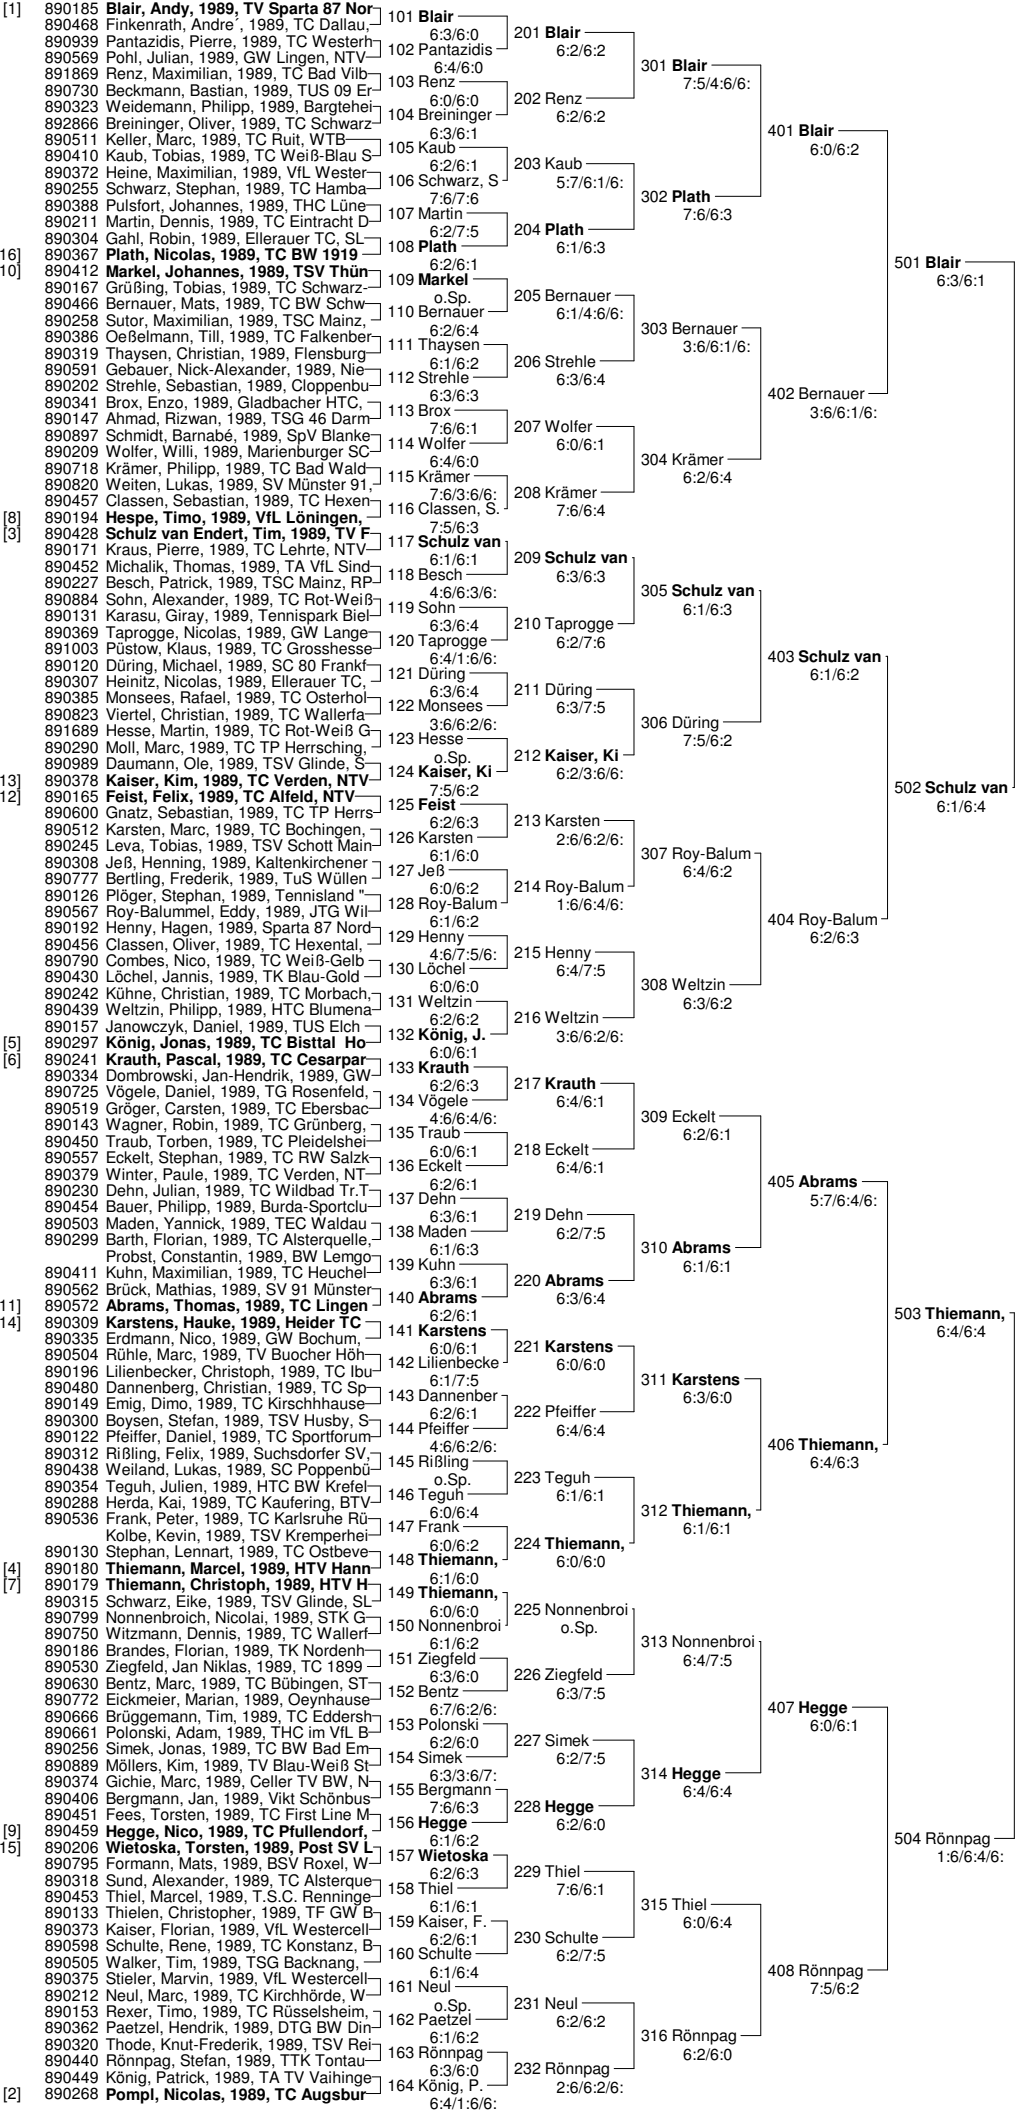 [1] 890185 Blair, Andy, 1989, TV Sparta 87 Nor
890468 Finkenrath, Andre´, 1989, TC Dallau,
890939 Pantazidis, Pierre, 1989, TC Westerh
890569 Pohl, Julian, 1989, GW Lingen, NTV
891869 Renz, Maximilian, 1989, TC Bad Vilb
890730 Beckmann, Bastian, 1989, TUS 09 Er
890323 Weidemann, Philipp, 1989, Bargtehei
892866 Breininger, Oliver, 1989, TC Schwarz
890511 Keller, Marc, 1989, TC Ruit, WTB
890410 Kaub, Tobias, 1989, TC Weiß-Blau S
890372 Heine, Maximilian, 1989, VfL Wester
890255 Schwarz, Stephan, 1989, TC Hamba
890388 Pulsfort, Johannes, 1989, THC Lüne
890211 Martin, Dennis, 1989, TC Eintracht D
890304 Gahl, Robin, 1989, Ellerauer TC, SL
16] 890367 Plath, Nicolas, 1989, TC BW 1919
10] 890412 Markel, Johannes, 1989, TSV Thün
890167 Grüßing, Tobias, 1989, TC Schwarz-
890466 Bernauer, Mats, 1989, TC BW Schw
890258 Sutor, Maximilian, 1989, TSC Mainz,
890386 Oeßelmann, Till, 1989, TC Falkenber
890319 Thaysen, Christian, 1989, Flensburg
890591 Gebauer, Nick-Alexander, 1989, Nie
890202 Strehle, Sebastian, 1989, Cloppenbu
890341 Brox, Enzo, 1989, Gladbacher HTC,
890147 Ahmad, Rizwan, 1989, TSG 46 Darm
890897 Schmidt, Barnabé, 1989, SpV Blanke
890209 Wolfer, Willi, 1989, Marienburger SC
890718 Krämer, Philipp, 1989, TC Bad Wald
890820 Weiten, Lukas, 1989, SV Münster 91,
890457 Classen, Sebastian, 1989, TC Hexen
[8] 890194 Hespe, Timo, 1989, VfL Löningen,
[3] 890428 Schulz van Endert, Tim, 1989, TV F
890171 Kraus, Pierre, 1989, TC Lehrte, NTV
890452 Michalik, Thomas, 1989, TA VfL Sind
890227 Besch, Patrick, 1989, TSC Mainz, RP
890884 Sohn, Alexander, 1989, TC Rot-Weiß
890131 Karasu, Giray, 1989, Tennispark Biel
890369 Taprogge, Nicolas, 1989, GW Lange
891003 Püstow, Klaus, 1989, TC Grosshesse
890120 Düring, Michael, 1989, SC 80 Frankf
890307 Heinitz, Nicolas, 1989, Ellerauer TC,
890385 Monsees, Rafael, 1989, TC Osterhol
890823 Viertel, Christian, 1989, TC Wallerfa
891689 Hesse, Martin, 1989, TC Rot-Weiß G
890290 Moll, Marc, 1989, TC TP Herrsching,
890989 Daumann, Ole, 1989, TSV Glinde, S
13] 890378 Kaiser, Kim, 1989, TC Verden, NTV
12] 890165 Feist, Felix, 1989, TC Alfeld, NTV
890600 Gnatz, Sebastian, 1989, TC TP Herrs
890512 Karsten, Marc, 1989, TC Bochingen,
890245 Leva, Tobias, 1989, TSV Schott Main
890308 Jeß, Henning, 1989, Kaltenkirchener
890777 Bertling, Frederik, 1989, TuS Wüllen
890126 Plöger, Stephan, 1989, Tennisland "
890567 Roy-Balummel, Eddy, 1989, JTG Wil
890192 Henny, Hagen, 1989, Sparta 87 Nord
890456 Classen, Oliver, 1989, TC Hexental,
890790 Combes, Nico, 1989, TC Weiß-Gelb
890430 Löchel, Jannis, 1989, TK Blau-Gold
890242 Kühne, Christian, 1989, TC Morbach,
890439 Weltzin, Philipp, 1989, HTC Blumena
890157 Janowczyk, Daniel, 1989, TUS Elch
[5] 890297 König, Jonas, 1989, TC Bisttal Ho
[6] 890241 Krauth, Pascal, 1989, TC Cesarpar
890334 Dombrowski, Jan-Hendrik, 1989, GW
890725 Vögele, Daniel, 1989, TG Rosenfeld,
890519 Gröger, Carsten, 1989, TC Ebersbac
890143 Wagner, Robin, 1989, TC Grünberg,
890450 Traub, Torben, 1989, TC Pleidelshei
890557 Eckelt, Stephan, 1989, TC RW Salzk
890379 Winter, Paule, 1989, TC Verden, NT
890230 Dehn, Julian, 1989, TC Wildbad Tr.T
890454 Bauer, Philipp, 1989, Burda-Sportclu
890503 Maden, Yannick, 1989, TEC Waldau
890299 Barth, Florian, 1989, TC Alsterquelle,
Probst, Constantin, 1989, BW Lemgo
890411 Kuhn, Maximilian, 1989, TC Heuchel
890562 Brück, Mathias, 1989, SV 91 Münster
11] 890572 Abrams, Thomas, 1989, TC Lingen
14] 890309 Karstens, Hauke, 1989, Heider TC
890335 Erdmann, Nico, 1989, GW Bochum,
890504 Rühle, Marc, 1989, TV Buocher Höh
890196 Lilienbecker, Christoph, 1989, TC Ibu
890480 Dannenberg, Christian, 1989, TC Sp
890149 Emig, Dimo, 1989, TC Kirschhhause
890300 Boysen, Stefan, 1989, TSV Husby, S
890122 Pfeiffer, Daniel, 1989, TC Sportforum
890312 Rißling, Felix, 1989, Suchsdorfer SV,
890438 Weiland, Lukas, 1989, SC Poppenbü
890354 Teguh, Julien, 1989, HTC BW Krefel
890288 Herda, Kai, 1989, TC Kaufering, BTV
890536 Frank, Peter, 1989, TC Karlsruhe Rü
Kolbe, Kevin, 1989, TSV Kremperhei
890130 Stephan, Lennart, 1989, TC Ostbeve
[4] 890180 Thiemann, Marcel, 1989, HTV Hann
[7] 890179 Thiemann, Christoph, 1989, HTV H
890315 Schwarz, Eike, 1989, TSV Glinde, SL
890799 Nonnenbroich, Nicolai, 1989, STK G
890750 Witzmann, Dennis, 1989, TC Wallerf
890186 Brandes, Florian, 1989, TK Nordenh
890530 Ziegfeld, Jan Niklas, 1989, TC 1899
890630 Bentz, Marc, 1989, TC Bübingen, ST
890772 Eickmeier, Marian, 1989, Oeynhause
890666 Brüggemann, Tim, 1989, TC Eddersh
890661 Polonski, Adam, 1989, THC im VfL B
890256 Simek, Jonas, 1989, TC BW Bad Em
890889 Möllers, Kim, 1989, TV Blau-Weiß St
890374 Gichie, Marc, 1989, Celler TV BW, N
890406 Bergmann, Jan, 1989, Vikt Schönbus
890451 Fees, Torsten, 1989, TC First Line M
[9] 890459 Hegge, Nico, 1989, TC Pfullendorf,
15] 890206 Wietoska, Torsten, 1989, Post SV L
890795 Formann, Mats, 1989, BSV Roxel, W
890318 Sund, Alexander, 1989, TC Alsterque
890453 Thiel, Marcel, 1989, T.S.C. Renninge
890133 Thielen, Christopher, 1989, TF GW B
890373 Kaiser, Florian, 1989, VfL Westercell
890598 Schulte, Rene, 1989, TC Konstanz, B
890505 Walker, Tim, 1989, TSG Backnang,
890375 Stieler, Marvin, 1989, VfL Westercell
890212 Neul, Marc, 1989, TC Kirchhörde, W
890153 Rexer, Timo, 1989, TC Rüsselsheim,
890362 Paetzel, Hendrik, 1989, DTG BW Din
890320 Thode, Knut-Frederik, 1989, TSV Rei
890440 Rönnpag, Stefan, 1989, TTK Tontau
890449 König, Patrick, 1989, TA TV Vaihinge
[2] 890268 Pompl, Nicolas, 1989, TC Augsbur
101 Blair
6:3/6:0
102 Pantazidis
6:4/6:0
103 Renz
6:0/6:0
104 Breininger
6:3/6:1
105 Kaub
6:2/6:1
106 Schwarz, S
7:6/7:6
107 Martin
6:2/7:5
108 Plath
6:2/6:1
109 Markel
o.Sp.
110 Bernauer
6:2/6:4
111 Thaysen
6:1/6:2
112 Strehle
6:3/6:3
113 Brox
7:6/6:1
114 Wolfer
6:4/6:0
115 Krämer
7:6/3:6/6:
116 Classen, S.
7:5/6:3
117 Schulz van
6:1/6:1
118 Besch
4:6/6:3/6:
119 Sohn
6:3/6:4
120 Taprogge
6:4/1:6/6:
121 Düring
6:3/6:4
122 Monsees
3:6/6:2/6:
123 Hesse
o.Sp.
124 Kaiser, Ki
7:5/6:2
125 Feist
6:2/6:3
126 Karsten
6:1/6:0
127 Jeß
6:0/6:2
128 Roy-Balum
6:1/6:2
129 Henny
4:6/7:5/6:
130 Löchel
6:0/6:0
131 Weltzin
6:2/6:2
132 König, J.
6:0/6:1
133 Krauth
6:2/6:3
134 Vögele
4:6/6:4/6:
135 Traub
6:0/6:1
136 Eckelt
6:2/6:1
137 Dehn
6:3/6:1
138 Maden
6:1/6:3
139 Kuhn
6:3/6:1
140 Abrams
6:2/6:1
141 Karstens
6:0/6:1
142 Lilienbecke
6:1/7:5
143 Dannenber
6:2/6:1
144 Pfeiffer
4:6/6:2/6:
145 Rißling
o.Sp.
146 Teguh
6:0/6:4
147 Frank
6:0/6:2
148 Thiemann,
6:1/6:0
149 Thiemann,
6:0/6:0
150 Nonnenbroi
6:1/6:2
151 Ziegfeld
6:3/6:0
152 Bentz
6:7/6:2/6:
153 Polonski
6:2/6:0
154 Simek
6:3/3:6/7:
155 Bergmann
7:6/6:3
156 Hegge
6:1/6:2
157 Wietoska
6:2/6:3
158 Thiel
6:1/6:1
159 Kaiser, F.
6:2/6:1
160 Schulte
6:1/6:4
161 Neul
o.Sp.
162 Paetzel
6:1/6:2
163 Rönnpag
6:3/6:0
164 König, P.
6:4/1:6/6:
201 Blair
6:2/6:2
202 Renz
6:2/6:2
203 Kaub
5:7/6:1/6:
204 Plath
6:1/6:3
205 Bernauer
6:1/4:6/6:
206 Strehle
6:3/6:4
207 Wolfer
6:0/6:1
208 Krämer
7:6/6:4
209 Schulz van
6:3/6:3
210 Taprogge
6:2/7:6
211 Düring
6:3/7:5
212 Kaiser, Ki
6:2/3:6/6:
213 Karsten
2:6/6:2/6:
214 Roy-Balum
1:6/6:4/6:
215 Henny
6:4/7:5
216 Weltzin
3:6/6:2/6:
217 Krauth
6:4/6:1
218 Eckelt
6:4/6:1
219 Dehn
6:2/7:5
220 Abrams
6:3/6:4
221 Karstens
6:0/6:0
222 Pfeiffer
6:4/6:4
223 Teguh
6:1/6:1
224 Thiemann,
6:0/6:0
225 Nonnenbroi
o.Sp.
226 Ziegfeld
6:3/7:5
227 Simek
6:2/7:5
228 Hegge
6:2/6:0
229 Thiel
7:6/6:1
230 Schulte
6:2/7:5
231 Neul
6:2/6:2
232 Rönnpag
2:6/6:2/6:
301 Blair
7:5/4:6/6:
302 Plath
7:6/6:3
303 Bernauer
3:6/6:1/6:
304 Krämer
6:2/6:4
305 Schulz van
6:1/6:3
306 Düring
7:5/6:2
307 Roy-Balum
6:4/6:2
308 Weltzin
6:3/6:2
309 Eckelt
6:2/6:1
310 Abrams
6:1/6:1
311 Karstens
6:3/6:0
312 Thiemann,
6:1/6:1
313 Nonnenbroi
6:4/7:5
314 Hegge
6:4/6:4
315 Thiel
6:0/6:4
316 Rönnpag
6:2/6:0
401 Blair
6:0/6:2
402 Bernauer
3:6/6:1/6:
403 Schulz van
6:1/6:2
404 Roy-Balum
6:2/6:3
405 Abrams
5:7/6:4/6:
406 Thiemann,
6:4/6:3
407 Hegge
6:0/6:1
408 Rönnpag
7:5/6:2
501 Blair
6:3/6:1
502 Schulz van
6:1/6:4
503 Thiemann,
6:4/6:4
504 Rönnpag
1:6/6:4/6: